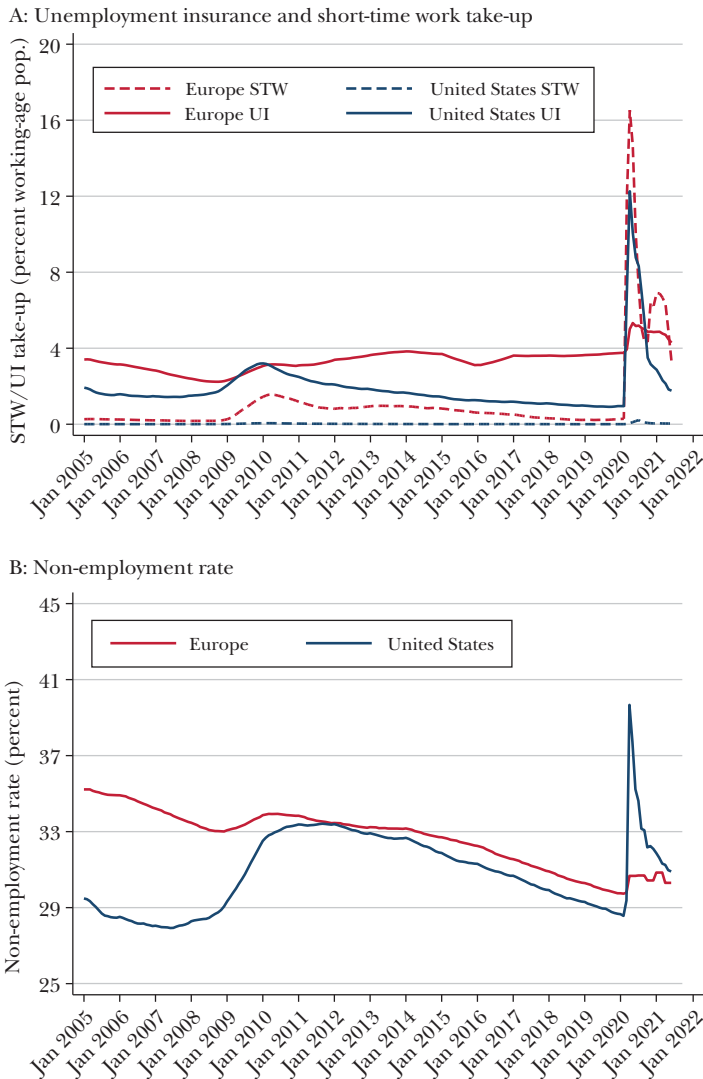 A: Unemployment insurance and short-time work take-up
STW/UI take-up (percent working-age pop.)
20
16
12
8
4
0
Europe STW
United States STW
Europe UI
United States UI
Jan 2005
Jan 2006
Jan 2007
Jan 2008
Jan 2009
Jan 2010
Jan 2011
Jan 2012
Jan 2013
Jan 2014
Jan 2015
Jan 2016
Jan 2017
Jan 2018
Jan 2019
Jan 2020
Jan 2021
Jan 2022
B: Non-employment rate
Non-employment rate (percent)
45
41
37
33
29
25
Europe
United States
Jan 2005
Jan 2006
Jan 2007
Jan 2008
Jan 2009
Jan 2010
Jan 2011
Jan 2012
Jan 2013
Jan 2014
Jan 2015
Jan 2016
Jan 2017
Jan 2018
Jan 2019
Jan 2020
Jan 2021
Jan 2022